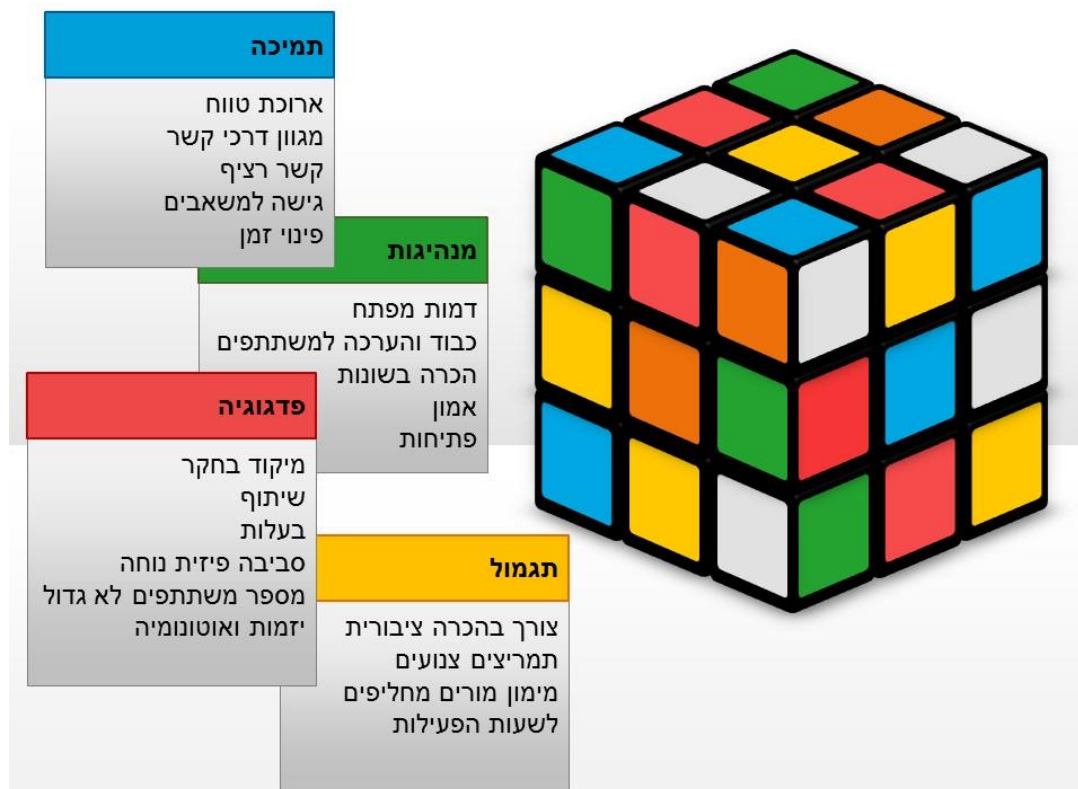 תמיכה
ארוכת טווח
מגוון דרכי קשר
קשר רציף
גישה למשאבים
פינוי זמן
מנהיגות
דמות מפתח
כבוד והערכה למשתתפים
הכרה בשונות
אמון
פתיחות
פדגוגיה
מיקוד בחקר
שיתוף
בעלות
סביבה פיזית נוחה
מספר משתתפים לא גדול
יזמות ואוטונומיה
תגמול
צורך בהכרה ציבורית
תמריצים צנועים
מימון מורים מחליפים
לשעות הפעילות